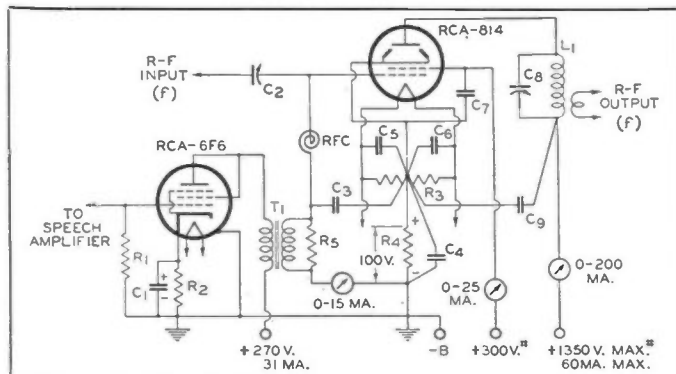 RCA-814
L1
R-F
INPUT
(f)
C2
C8
R-F
OUTPUT
(f)
C7
RFC
C5
C6
RCA-6F6
C3
R3
C9
T1
TO
SPEECH
AMPLIFIER
R5
R4
100V.
+
-
C4
R1
C1
+
-
R2
0-15 MA.
0-25
MA.
0-200
MA.
+270 V.
31 MA.
-B
+300V.#
+1350 V. MAX.#
60MA. MAX.